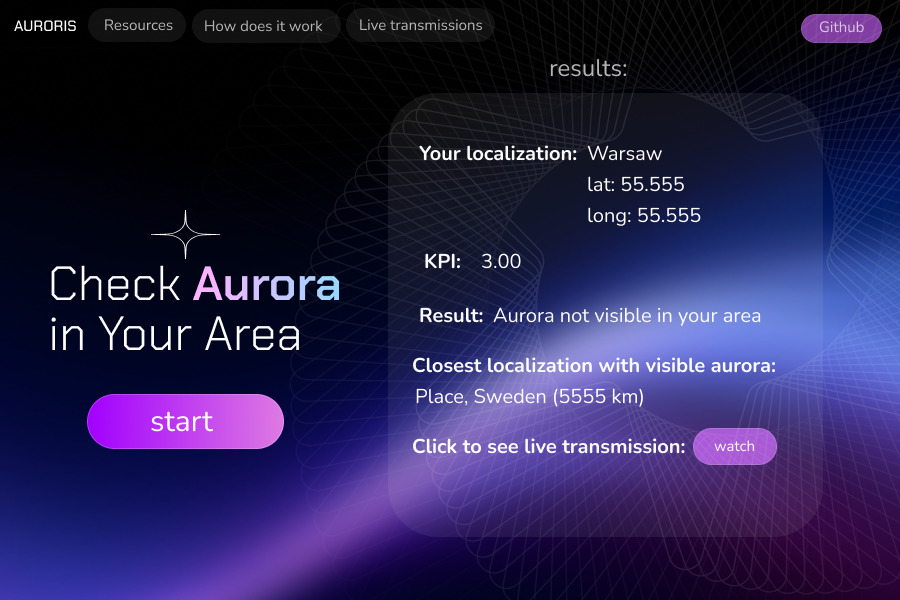 AURORIS
Resources
How does it work
Live transmissions
Github
results:
Your localization: Warsaw
lat: 55.555
long: 55.555
KPI: 3.00
Result: Aurora not visible in your area
Closest localization with visible aurora:
Place, Sweden (5555 km)
Click to see live transmission: watch
Check Aurora
in Your Area
start